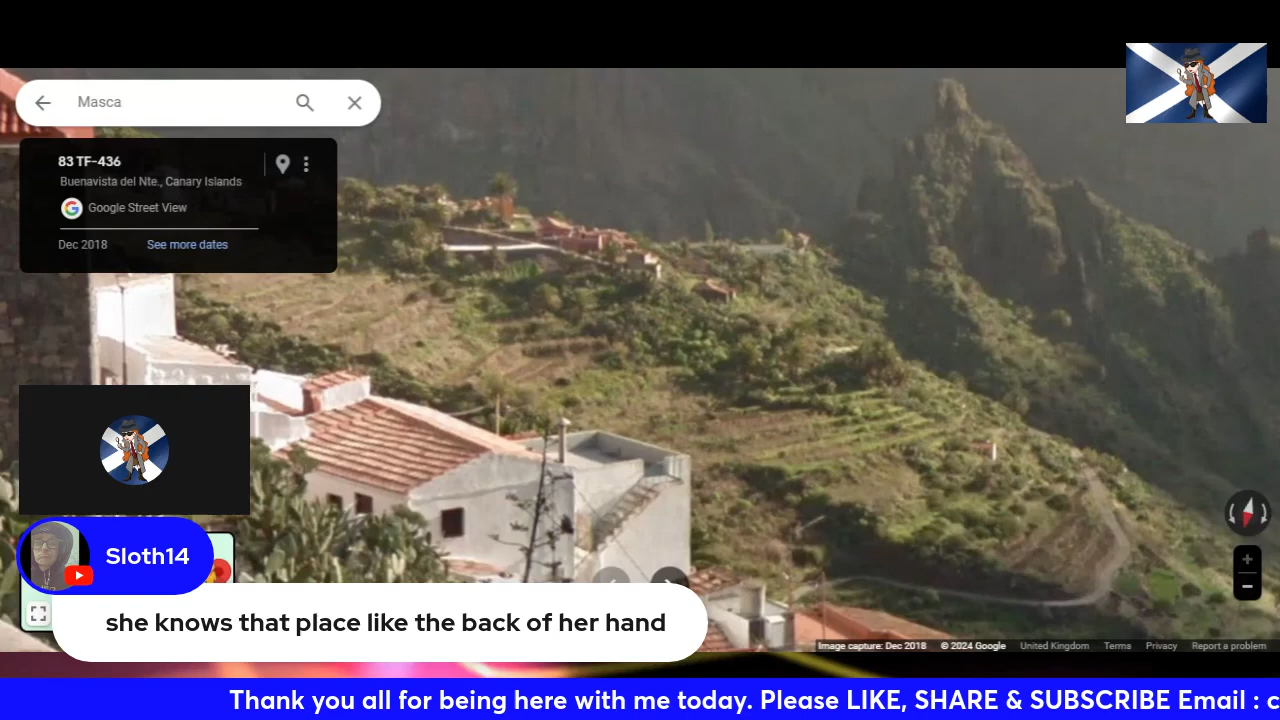 Masca
83 TF-436
Buenavista del Nte., Canary Islands
Google Street View
Dec 2018 See more dates
Sloth14
she knows that place like the back of her hand
Image capture: Dec 2018 © 2024 Google United Kingdom Terms Privacy Report a problem
Thank you all for being here with me today. Please LIKE, SHARE & SUBSCRIBE Email : c